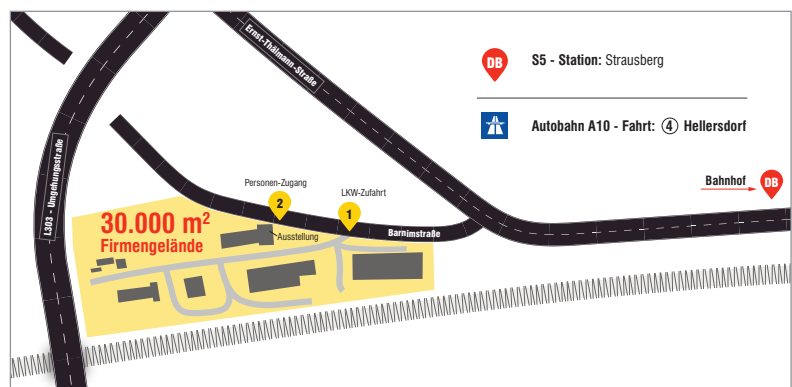 Ernst-Thälmann-Straße
DB
S5 - Station: Strausberg
Autobahn A10 - Fahrt: 4 Hellersdorf
L303 - Umgehungsstraße
Personen-Zugang
2
LKW-Zufahrt
1
Bahnhof
DB
30.000 m²
Firmengelände
Ausstellung
Barnimstraße